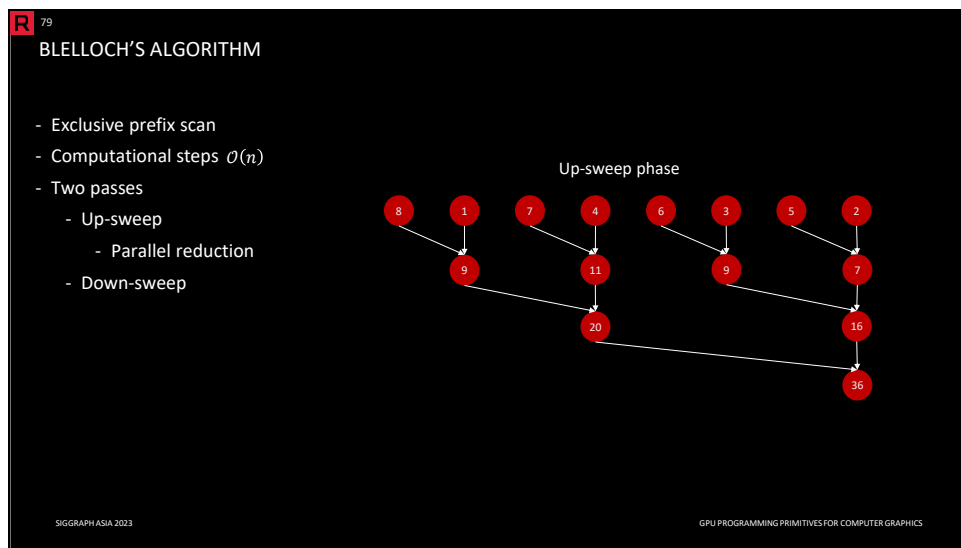 R 79
BLELLOCH'S ALGORITHM
- Exclusive prefix scan
- Computational steps 𝒪(𝑛)
- Two passes
- Up-sweep
- Parallel reduction
- Down-sweep
Up-sweep phase
8 1 7 4 6 3 5 2
9 11 9 7
20 16
36
SIGGRAPH ASIA 2023
GPU PROGRAMMING PRIMITIVES FOR COMPUTER GRAPHICS